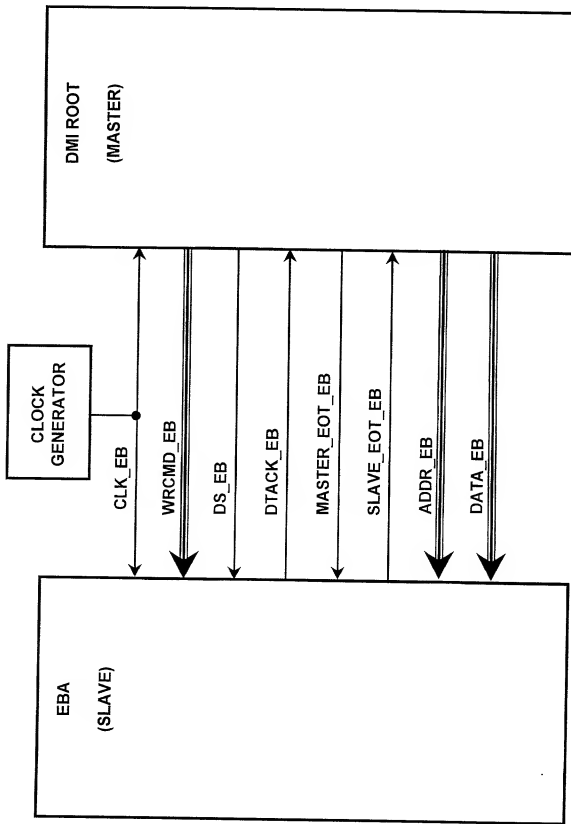 EBA
(SLAVE)
CLOCK
GENERATOR
CLK_EB
WRCMD_EB
DS_EB
DTACK_EB
MASTER_EOT_EB
SLAVE_EOT_EB
ADDR_EB
DATA_EB
DMI ROOT
(MASTER)